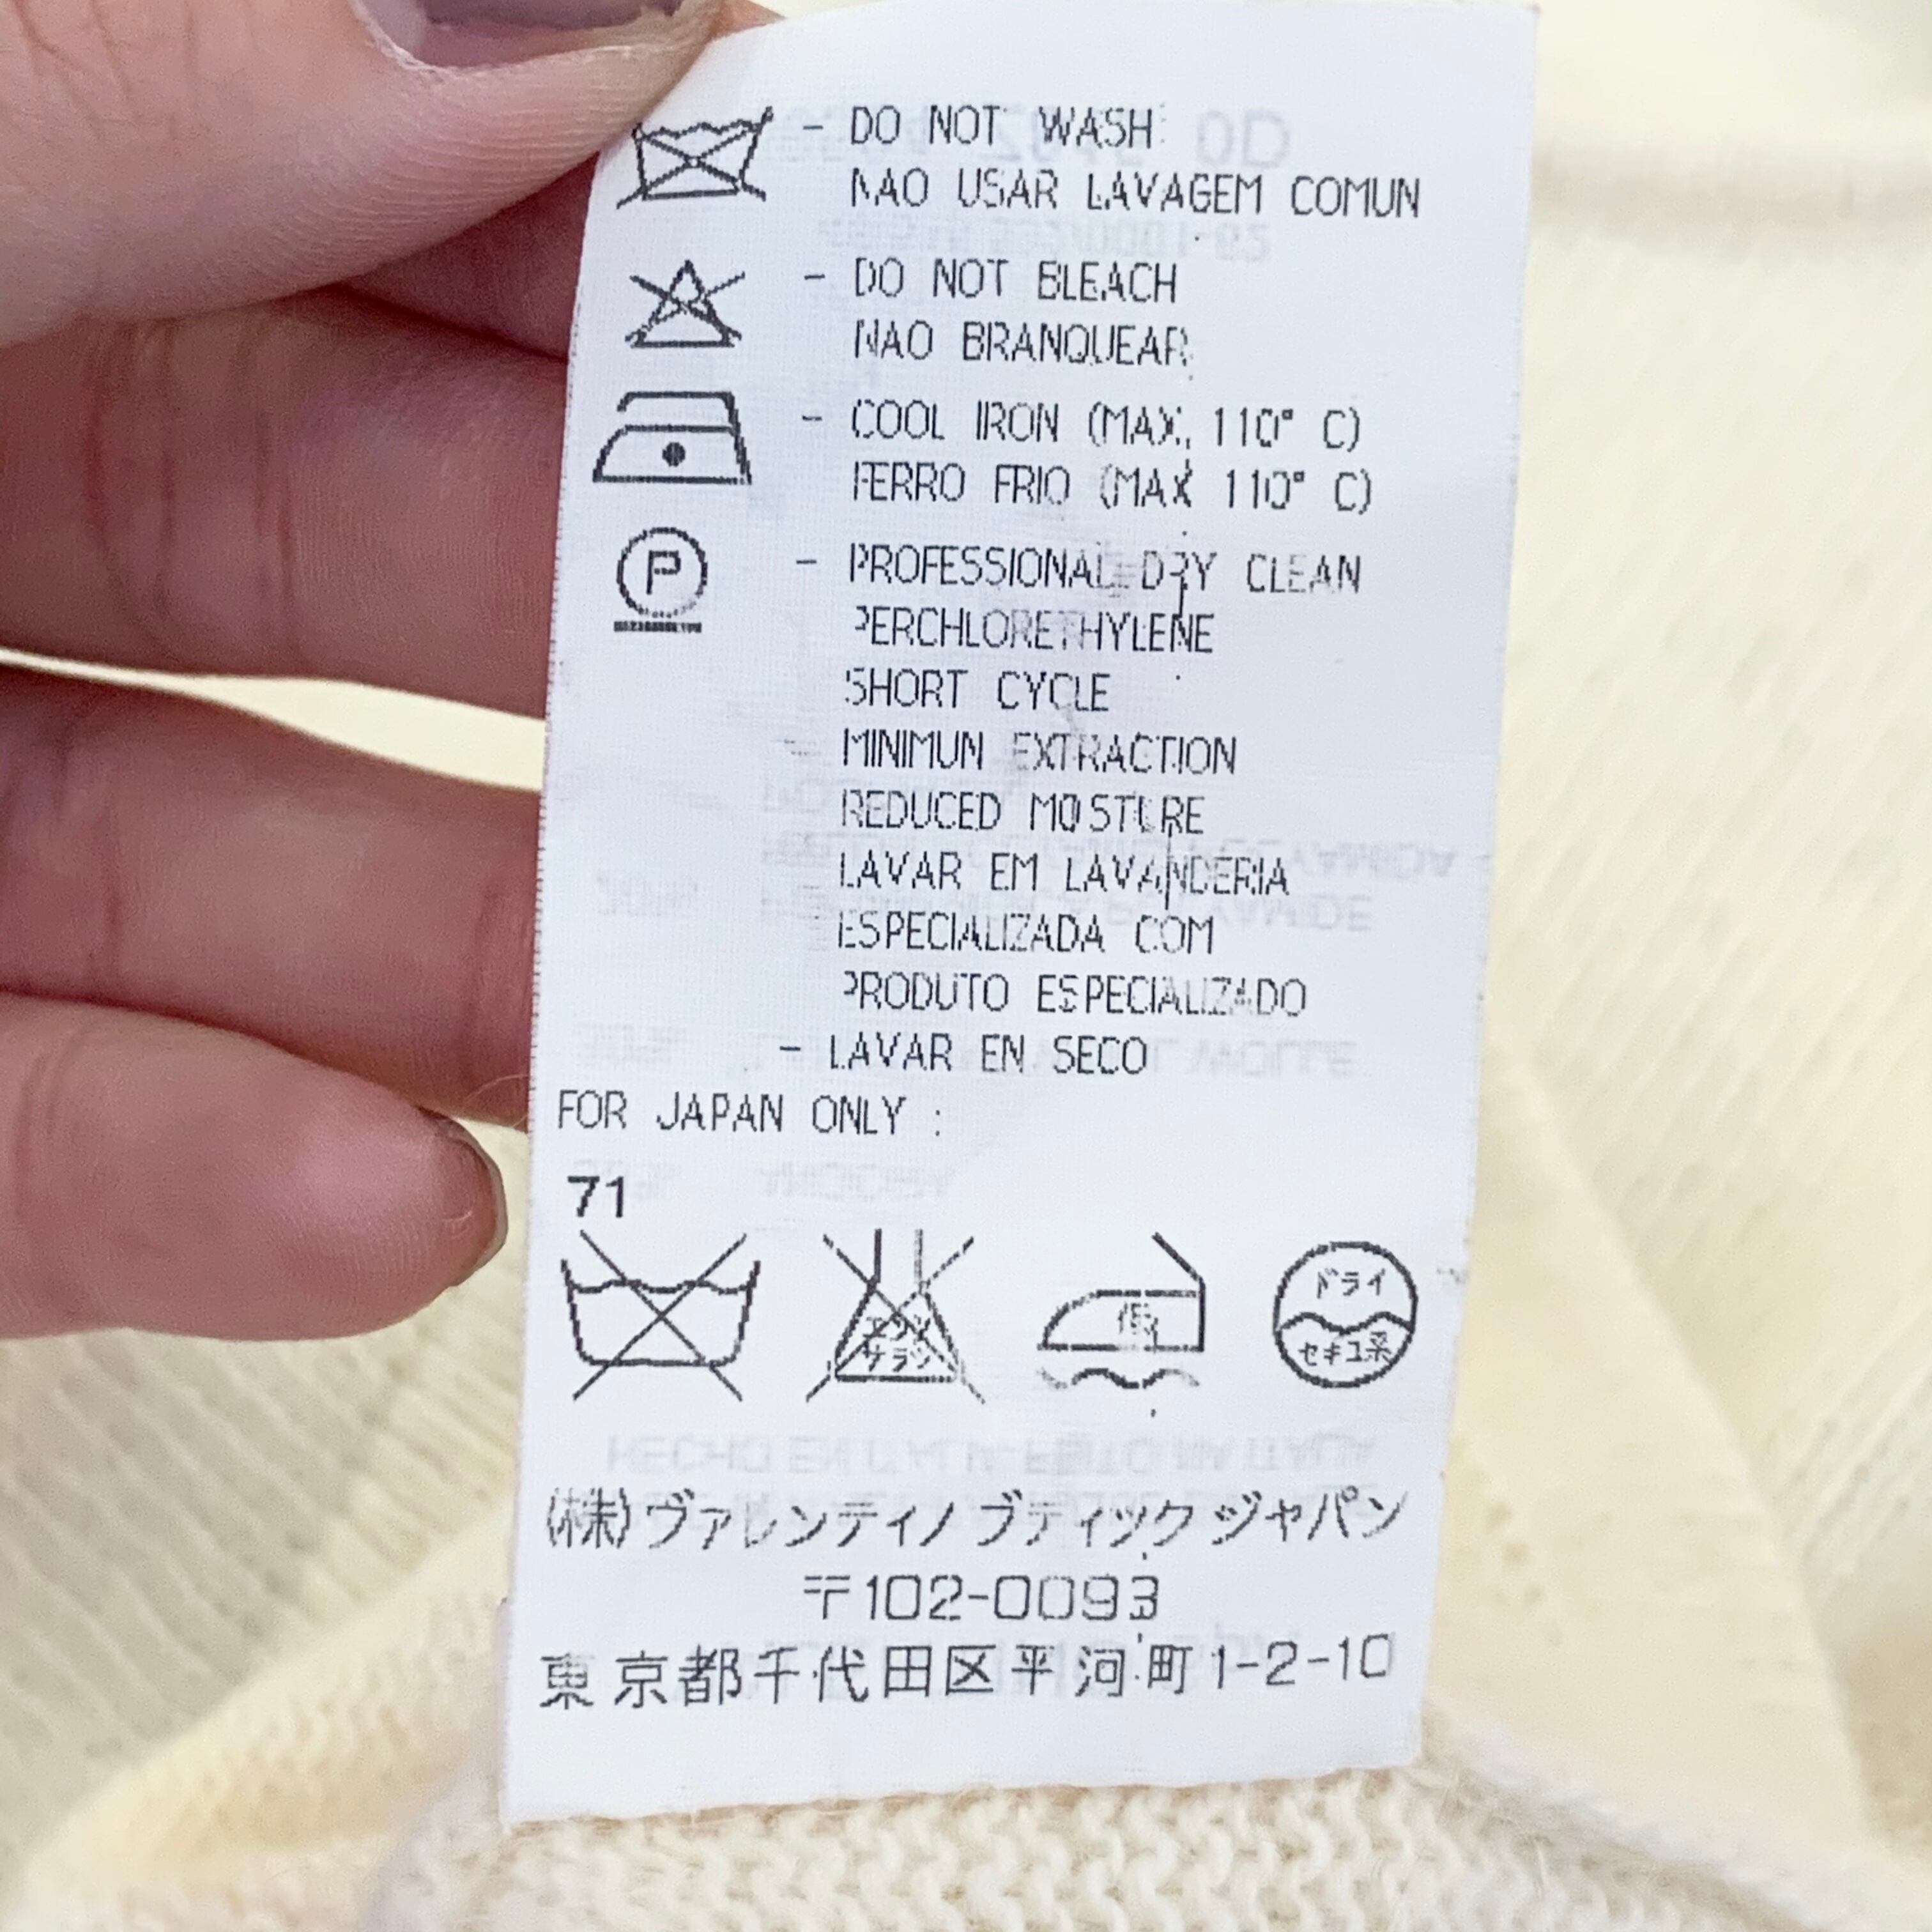 - DO NOT WASH
NAO USAR LAVAGEM COMUN
- DO NOT BLEACH
NAO BRANQUEAR
- COOL IRON (MAX. 110° C)
FERRO FRIO (MAX 110° C)
P
- PROFESSIONAL DRY CLEAN
PERCHLORETHYLENE
SHORT CYCLE
MINIMUN EXTRACTION
REDUCED MOISTURE
LAVAR EM LAVANDERIA
ESPECIALIZADA COM
PRODUTO ESPECIALIZADO
- LAVAR EN SECO
FOR JAPAN ONLY :
71
エンソ
サラシ
低
ドライ
セキユ系
(株)ヴァレンティノ ブティック ジャパン
〒102-0093
東京都千代田区平河町1-2-10